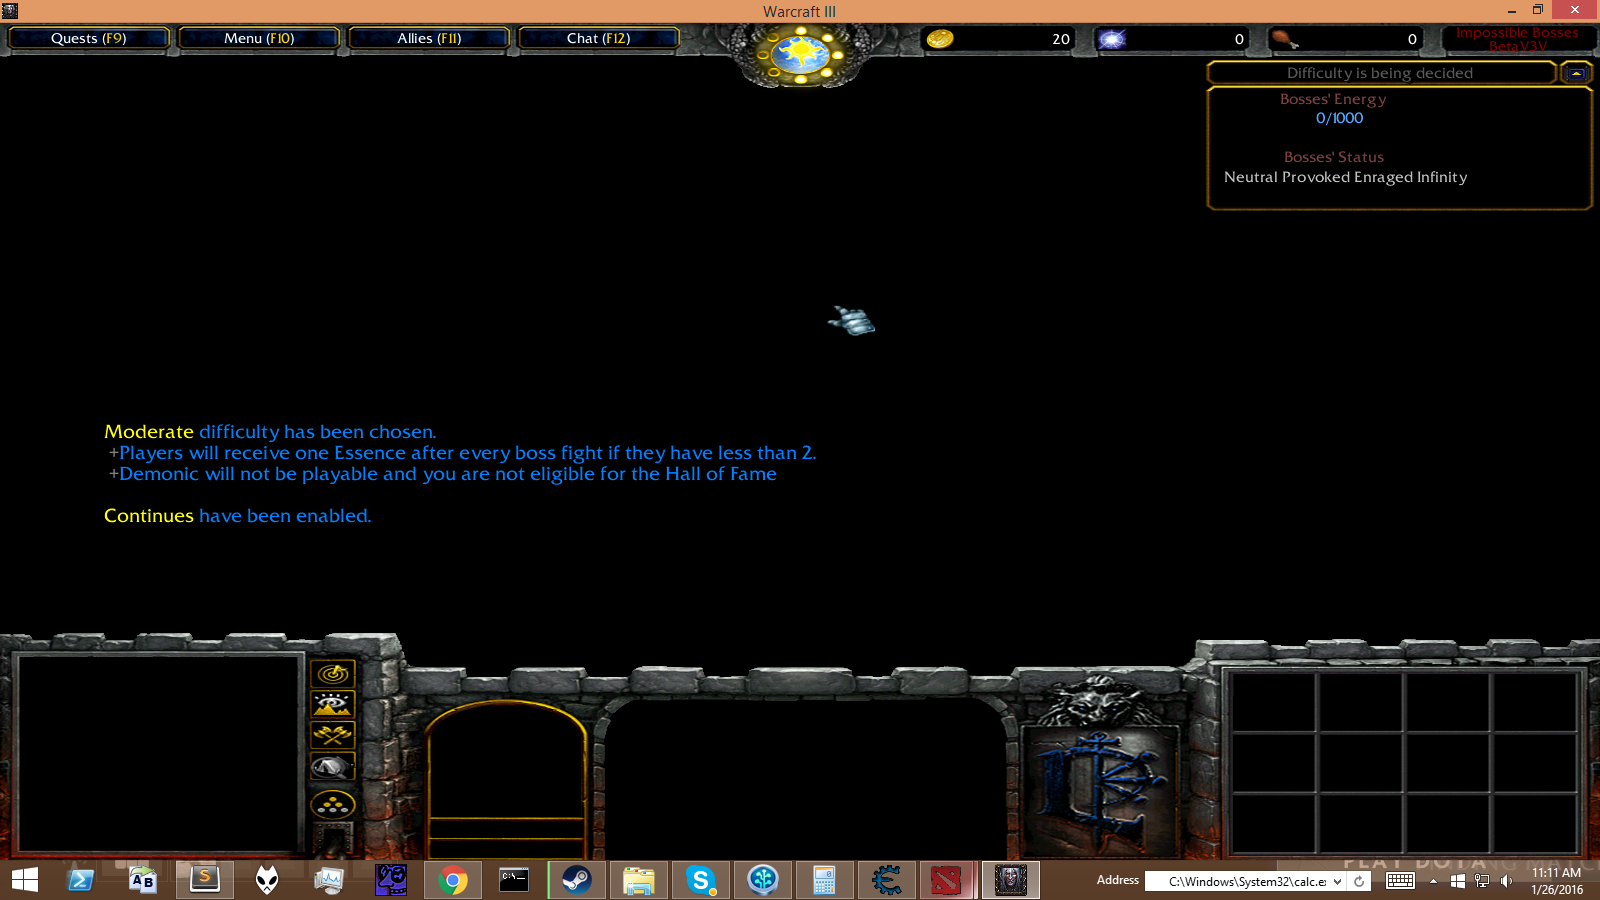 Warcraft III
Quests (F9)
Menu (F10)
Allies (F11)
Chat (F12)
20
0
0
Impossible Bosses
BetaV3V
Difficulty is being decided
Bosses' Energy
0/1000
Bosses' Status
Neutral Provoked Enraged Infinity
Moderate difficulty has been chosen.
+Players will receive one Essence after every boss fight if they have less than 2.
+Demonic will not be playable and you are not eligible for the Hall of Fame
Continues have been enabled.
PLAY DOTA
Address
C:\Windows\System32\calc.e
11:11 AM
1/26/2016